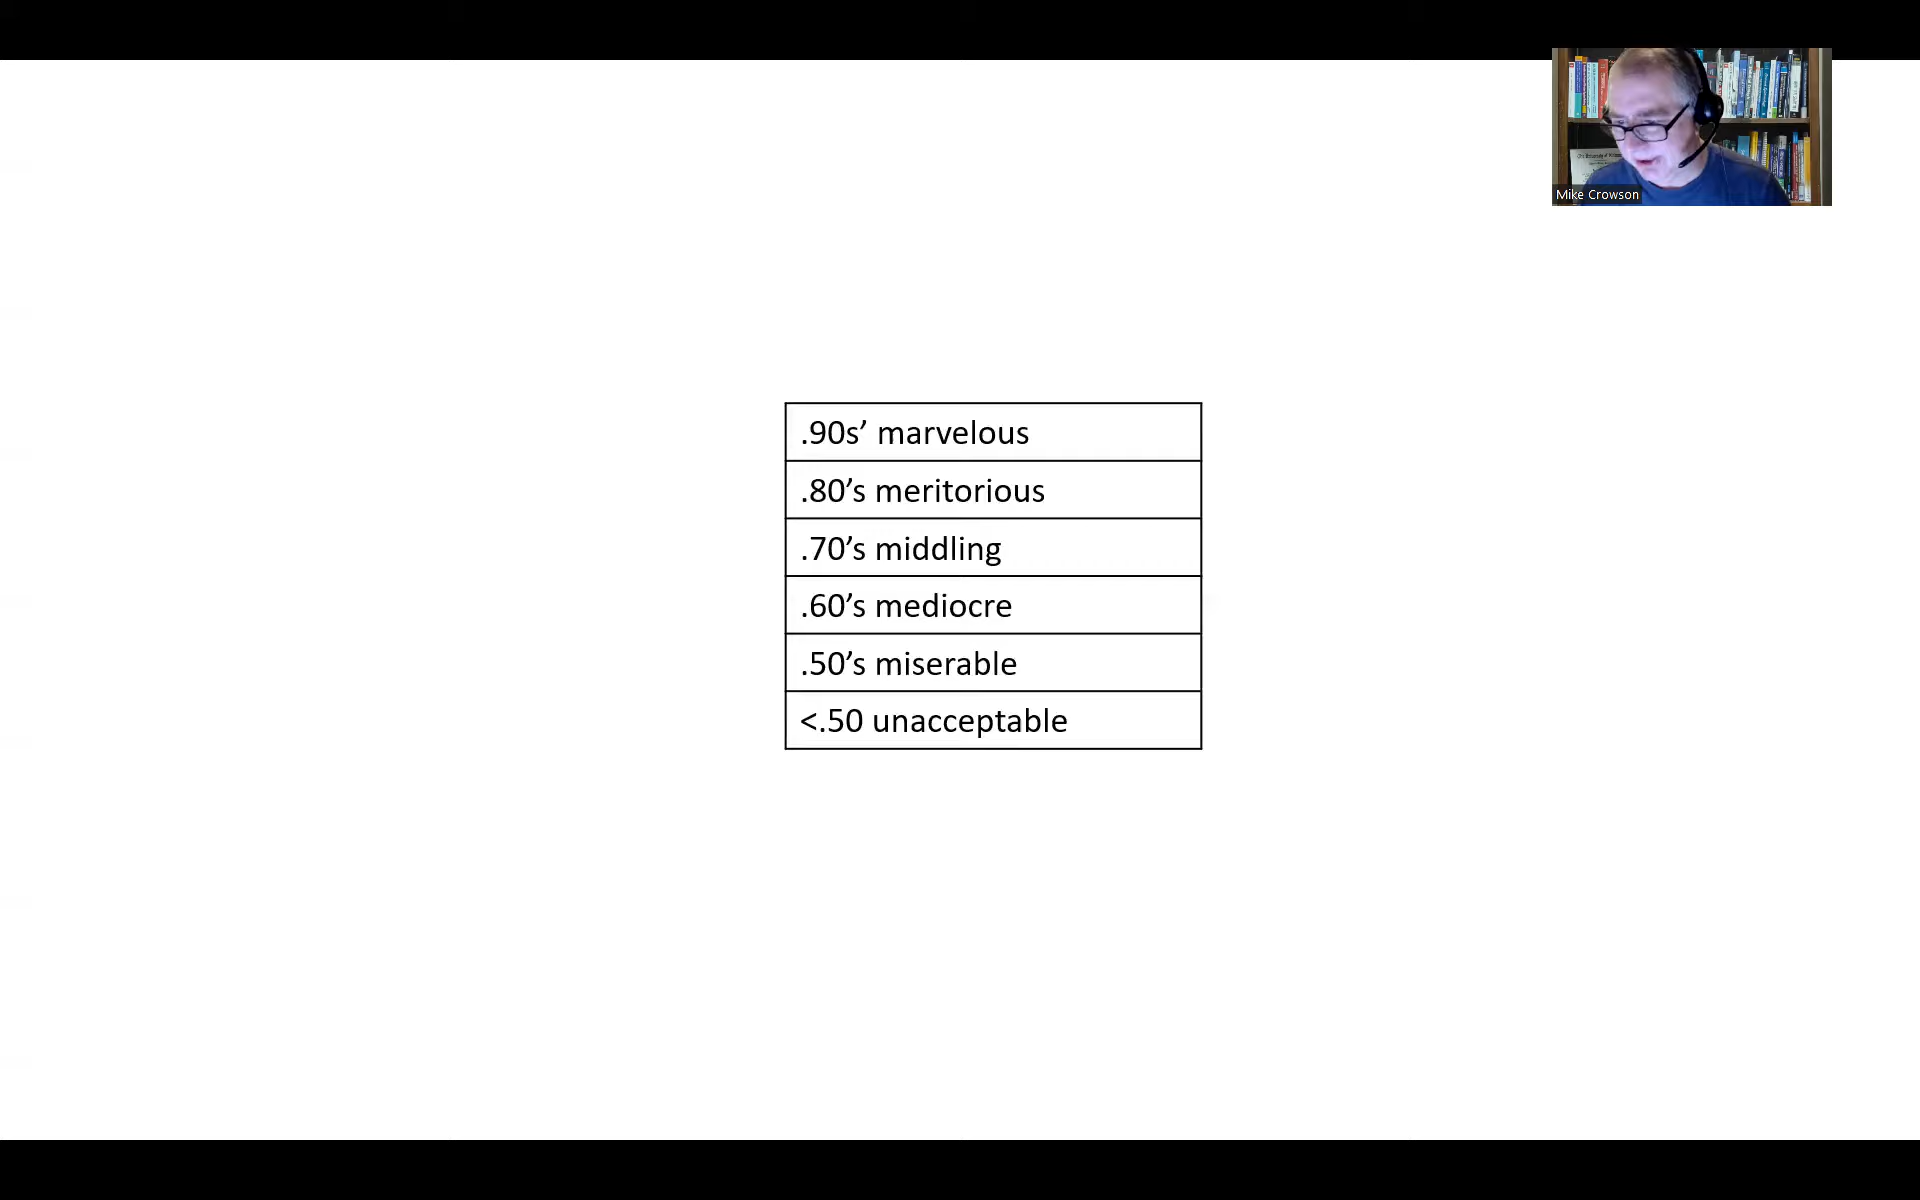 Mike Crowson
.90s’ marvelous
.80’s meritorious
.70’s middling
.60’s mediocre
.50’s miserable
<.50 unacceptable